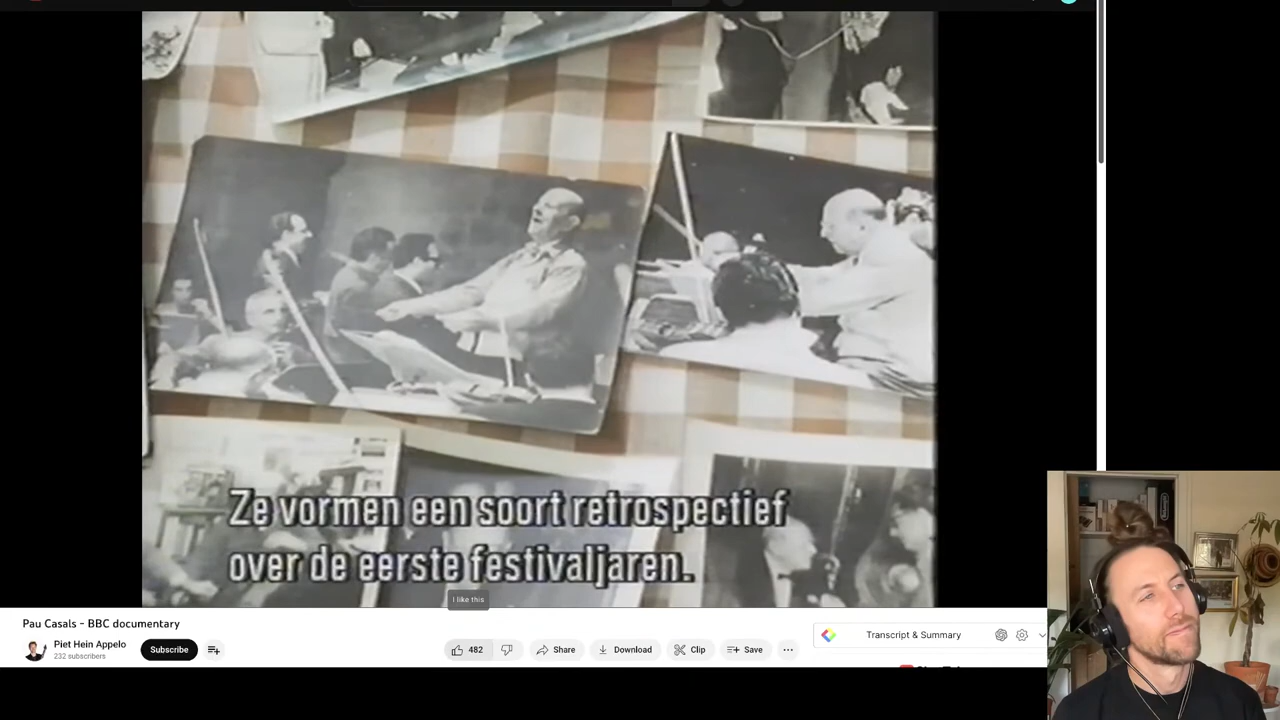 Ze vormen een soort retrospectief
over de eerste festivaljaren.
I like this
Pau Casals - BBC documentary
Piet Hein Appelo
232 subscribers
Subscribe
482
Share
Download
Clip
Save
Transcript & Summary